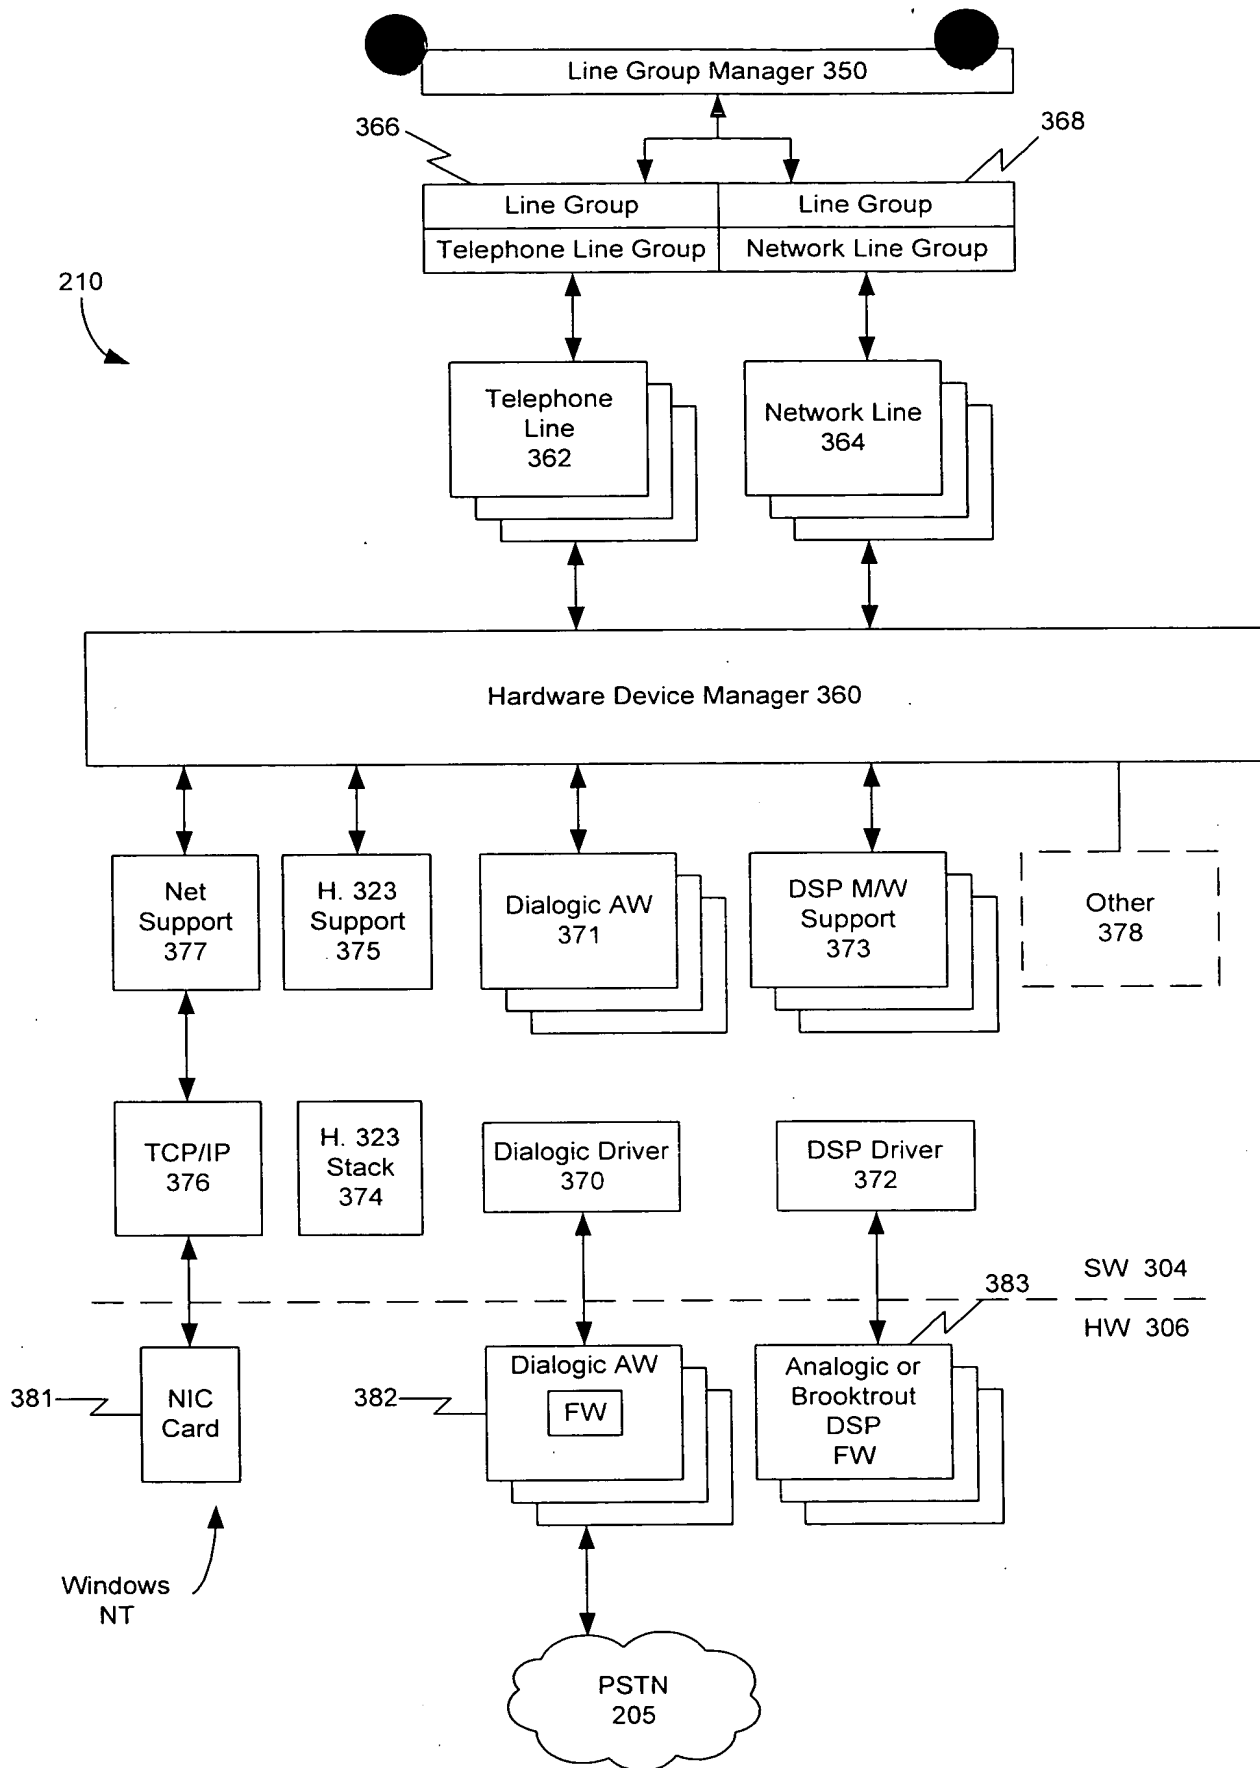 Line Group Manager 350
366
368
Line Group
Line Group
Telephone Line Group
Network Line Group
210
Telephone
Line
362
Network Line
364
Hardware Device Manager 360
Net
Support
377
H. 323
Support
375
Dialogic AW
371
DSP M/W
Support
373
Other
378
TCP/IP
376
H. 323
Stack
374
Dialogic Driver
370
DSP Driver
372
SW 304
383
HW 306
381
NIC
Card
382
Dialogic AW
FW
Analogic or
Brooktrout
DSP
FW
Windows
NT
PSTN
205